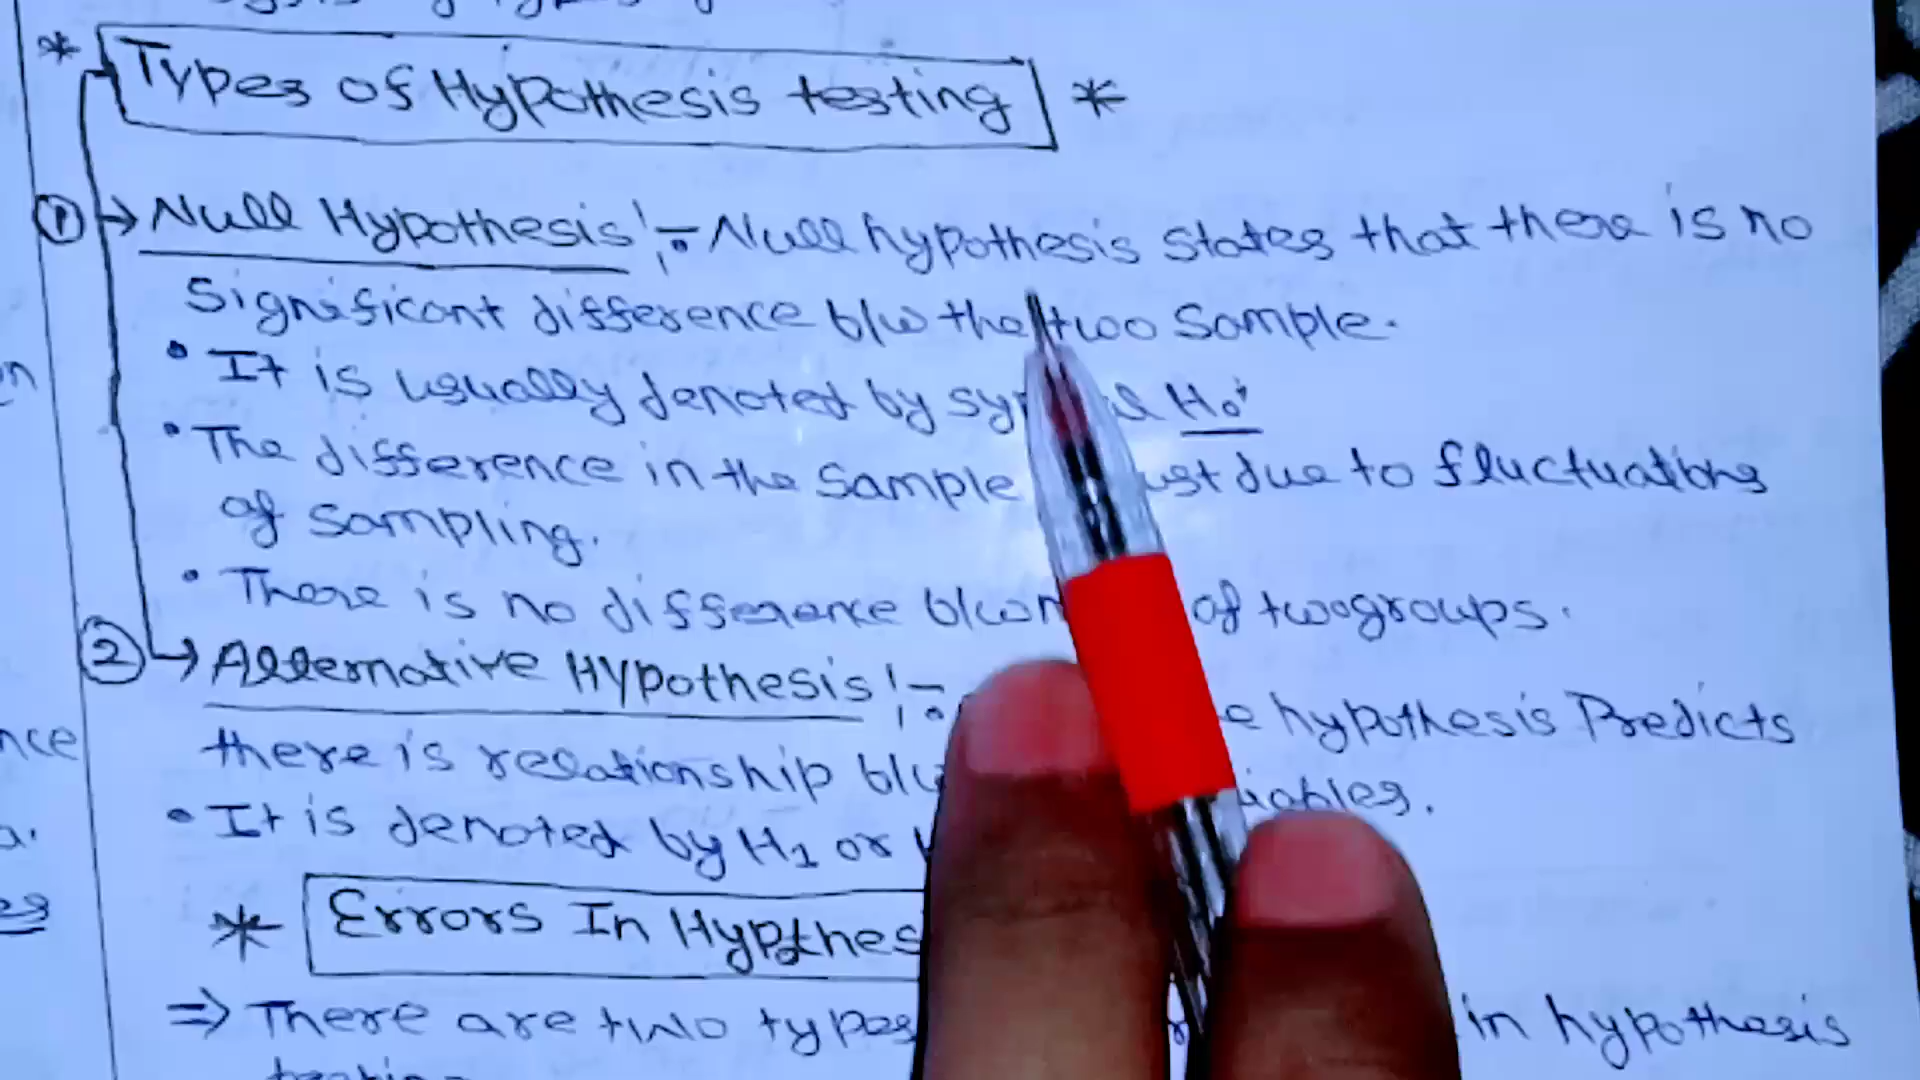 * Types of Hypothesis testing *
① → Null Hypothesis :- Null hypothesis states that there is no
significant difference b/w the two Sample.
• It is usually denoted by H₀
• The difference in the Sample just due to fluctuations
of sampling.
• There is no difference b/w of two groups.
② → Alternative Hypothesis :- hypothesis Predicts
there is relationship b/w
• It is denoted by H₁ or
* Errors In
⇒ There are two types in hypothesis